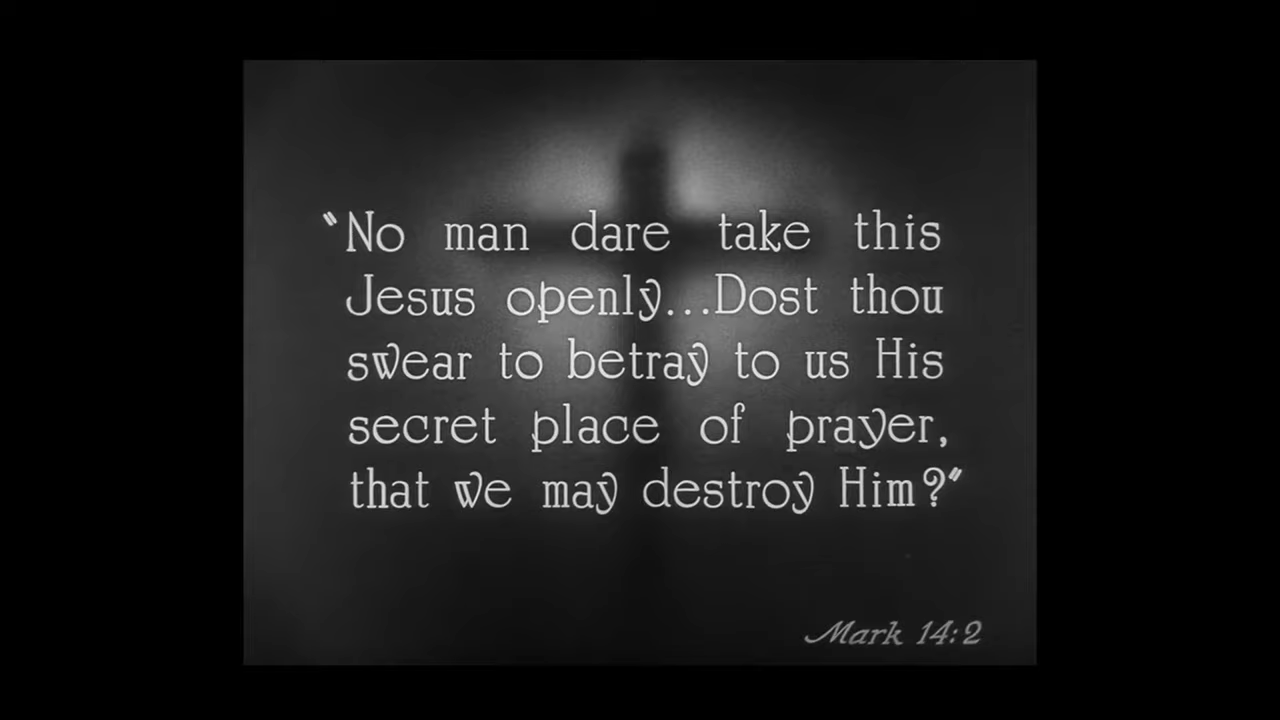 "No man dare take this
Jesus openly...Dost thou
swear to betray to us His
secret place of prayer,
that we may destroy Him?"
Mark 14:2